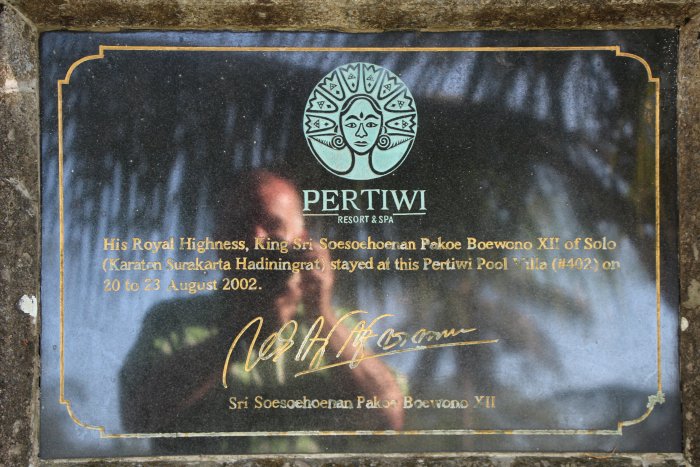 PERTIWI
RESORT & SPA
His Royal Highness, King Sri Soesoehoenan Pakoe Boewono XII of Solo
(Karaton Surakarta Hadiningrat) stayed at this Pertiwi Pool Villa (#402) on
20 to 23 August 2002.
Sri Soesoehoenan Pakoe Boewono XII